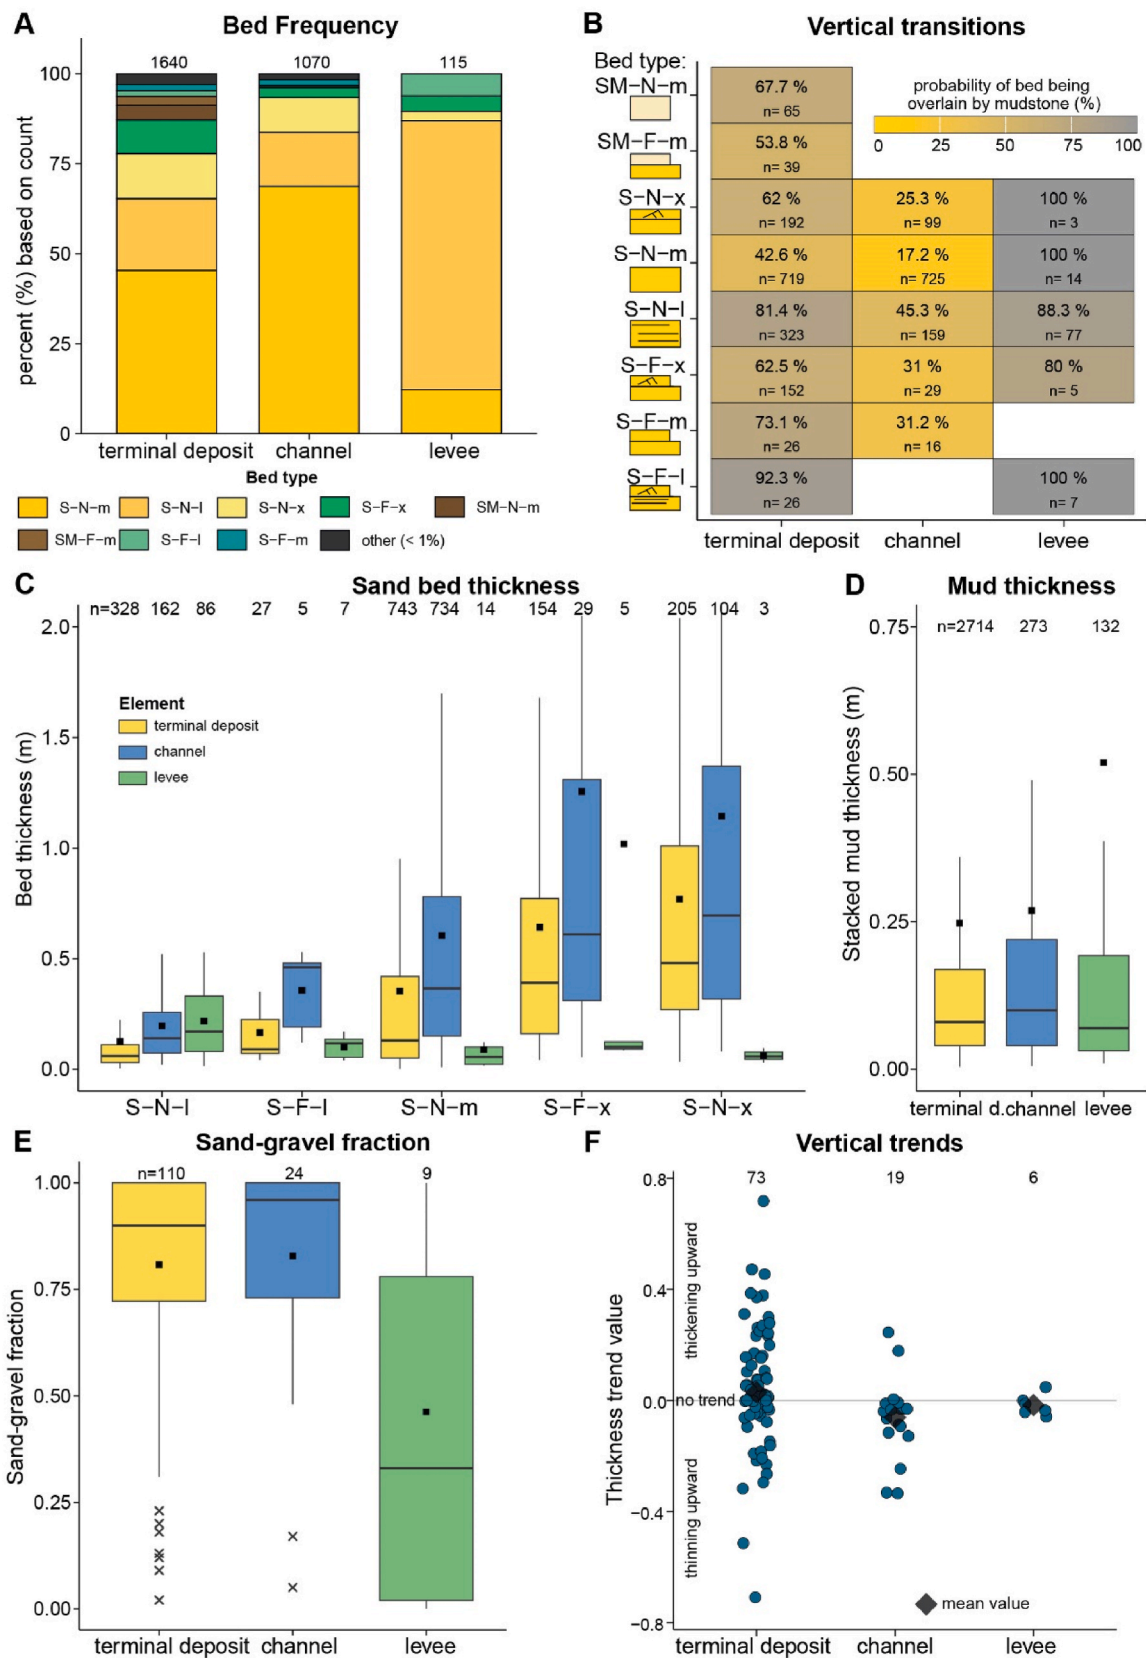 A
Bed Frequency
percent (%) based on count
100
75
50
25
0
1640
1070
115
terminal deposit
channel
levee
Bed type
S–N–m
S–N–l
S–N–x
S–F–x
SM–N–m
SM–F–m
S–F–l
S–F–m
other (< 1%)
B
Vertical transitions
Bed type:
probability of bed being
overlain by mudstone (%)
0
25
50
75
100
SM–N–m
67.7 %
n= 65
SM–F–m
53.8 %
n= 39
S–N–x
62 %
25.3 %
100 %
n= 192
n= 99
n= 3
S–N–m
42.6 %
17.2 %
100 %
n= 719
n= 725
n= 14
S–N–l
81.4 %
45.3 %
88.3 %
n= 323
n= 159
n= 77
S–F–x
62.5 %
31 %
80 %
n= 152
n= 29
n= 5
S–F–m
73.1 %
31.2 %
n= 26
n= 16
S–F–l
92.3 %
100 %
n= 26
n= 7
terminal deposit
channel
levee
C
Sand bed thickness
n=328
162
86
27
5
7
743
734
14
154
29
5
205
104
3
Bed thickness (m)
2.0
1.5
1.0
0.5
0.0
Element
terminal deposit
channel
levee
S–N–l
S–F–l
S–N–m
S–F–x
S–N–x
D
Mud thickness
n=2714
273
132
Stacked mud thickness (m)
0.75
0.50
0.25
0.00
terminal d.
channel
levee
E
Sand-gravel fraction
n=110
24
9
Sand-gravel fraction
1.00
0.75
0.50
0.25
0.00
terminal deposit
channel
levee
F
Vertical trends
73
19
6
Thickness trend value
thickening upward
no trend
thinning upward
0.8
0.4
0.0
−0.4
−0.8
mean value
terminal deposit
channel
levee